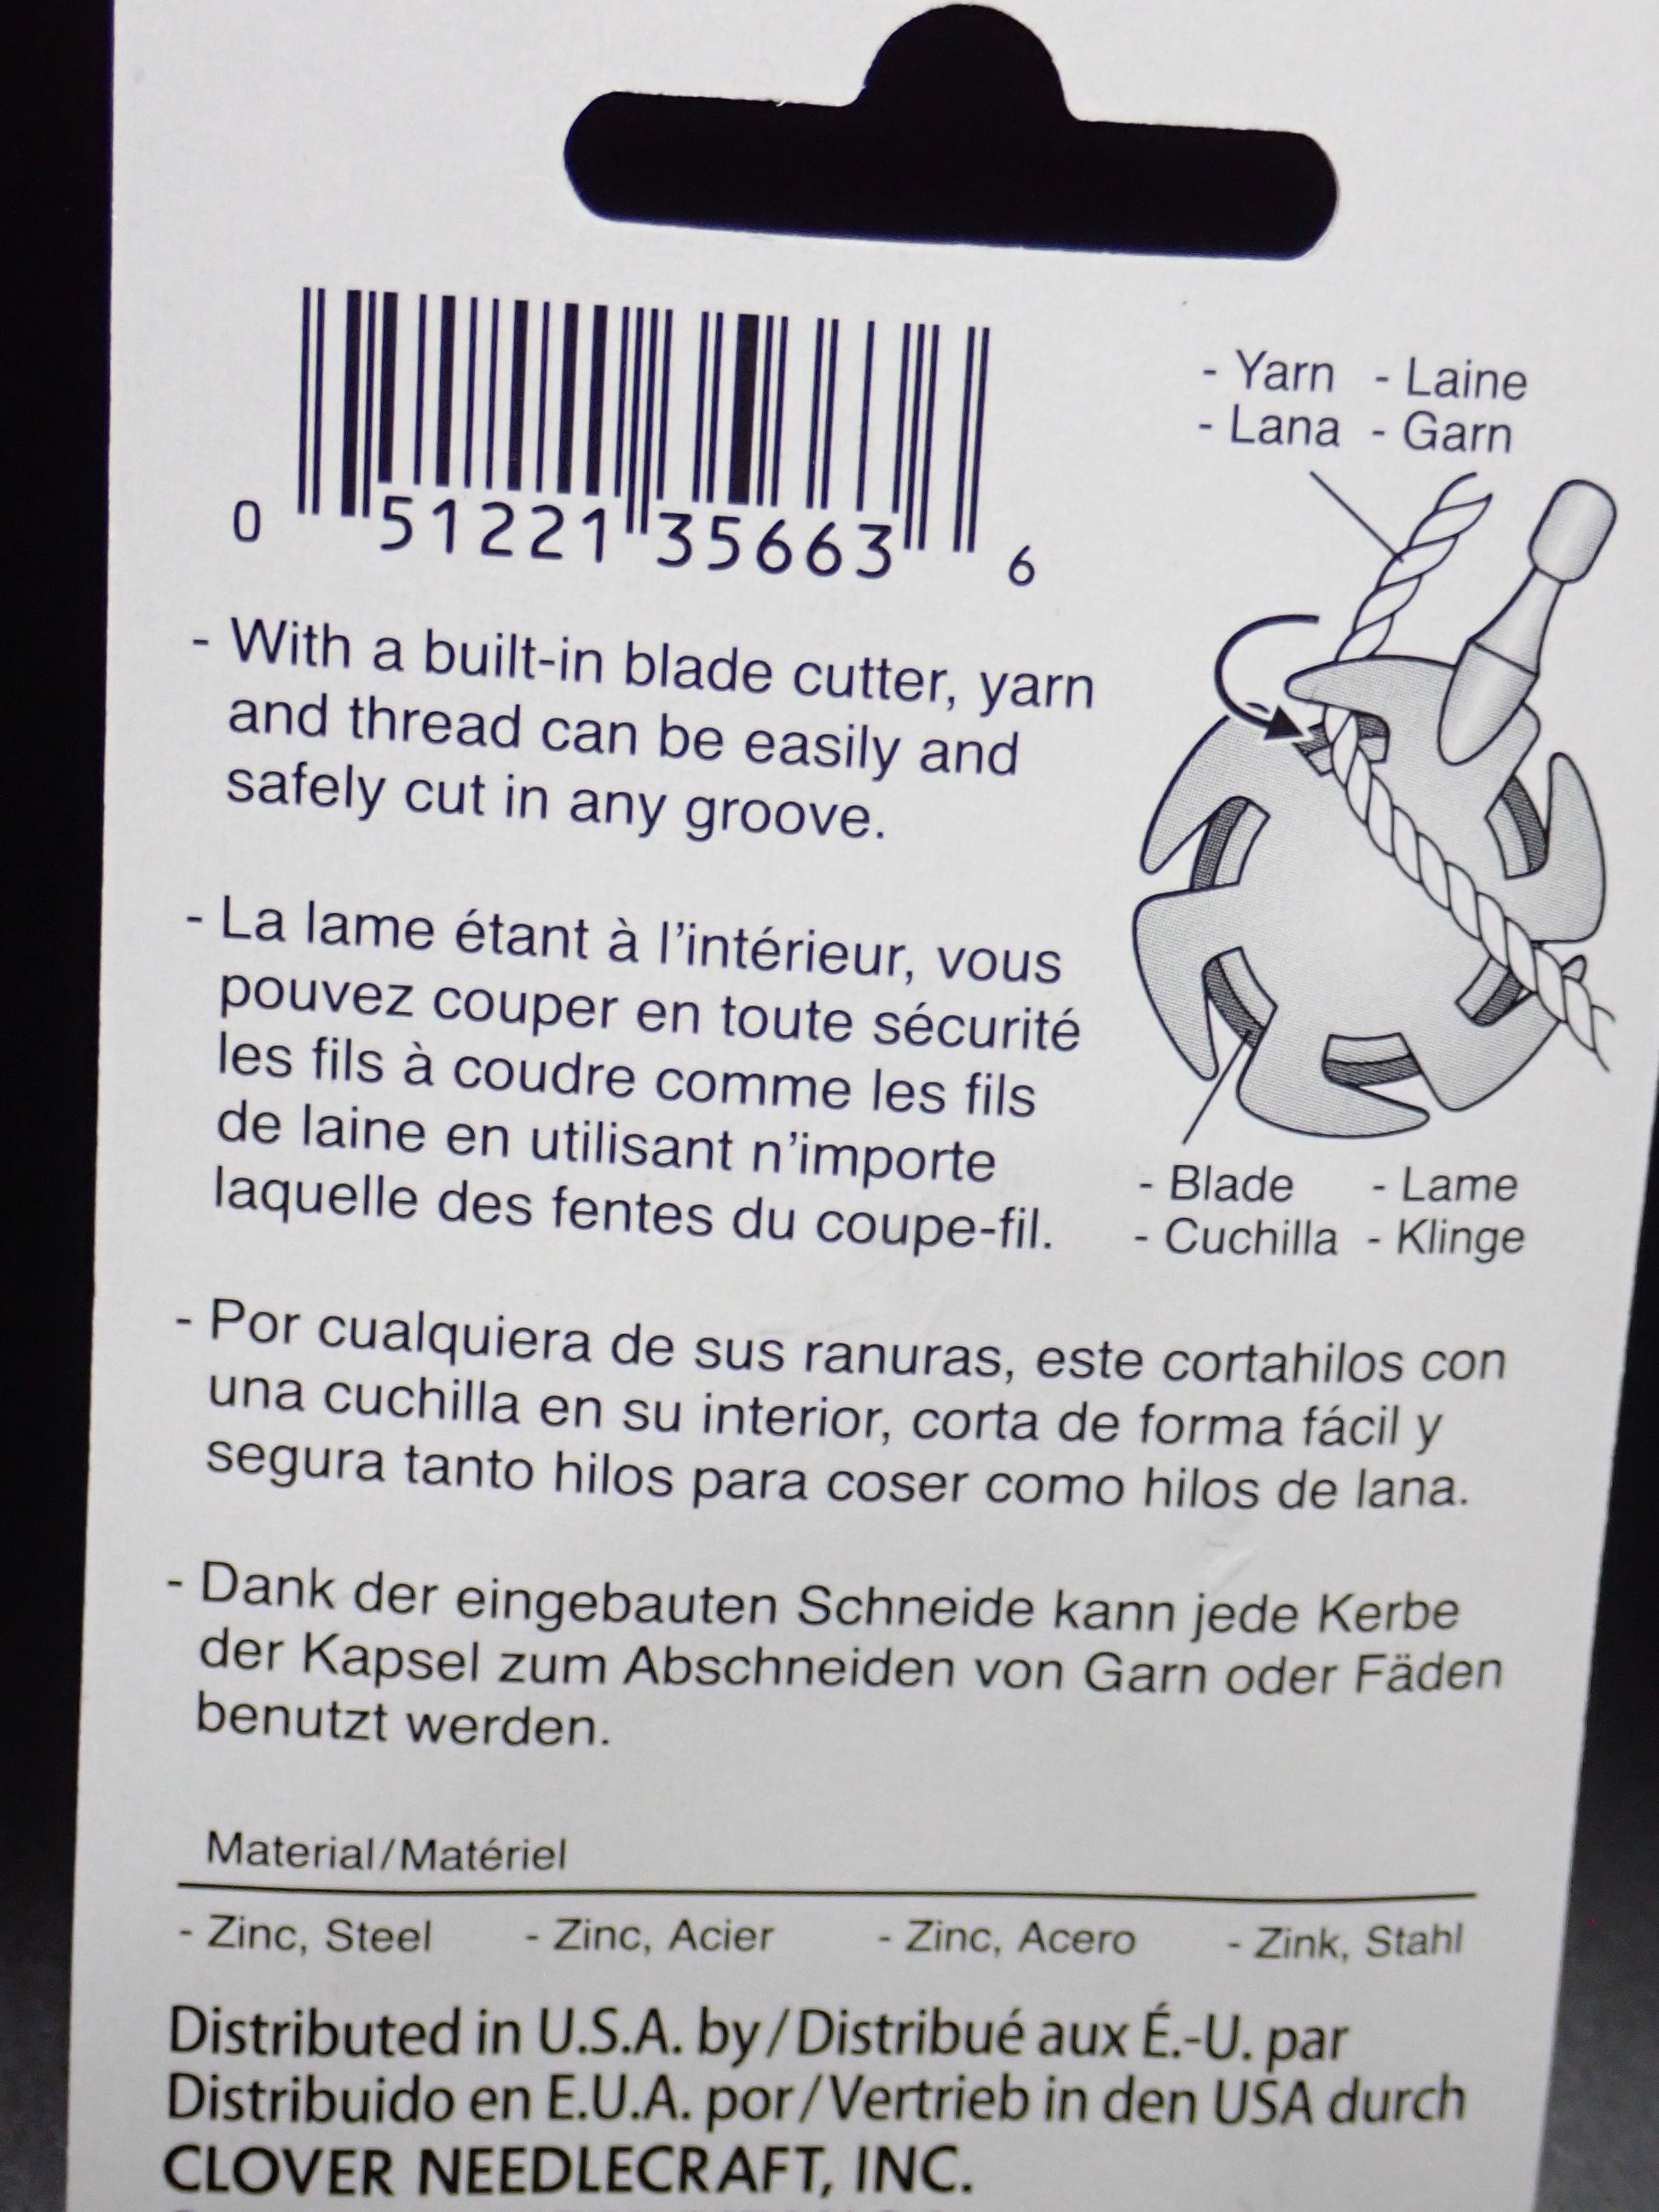 0 51221 35663 6
- Yarn - Laine
- Lana - Garn
- With a built-in blade cutter, yarn
and thread can be easily and
safely cut in any groove.
- La lame étant à l'intérieur, vous
pouvez couper en toute sécurité
les fils à coudre comme les fils
de laine en utilisant n'importe
laquelle des fentes du coupe-fil.
- Blade - Lame
- Cuchilla - Klinge
- Por cualquiera de sus ranuras, este cortahilos con
una cuchilla en su interior, corta de forma fácil y
segura tanto hilos para coser como hilos de lana.
- Dank der eingebauten Schneide kann jede Kerbe
der Kapsel zum Abschneiden von Garn oder Fäden
benutzt werden.
Material/Matériel
- Zinc, Steel - Zinc, Acier - Zinc, Acero - Zink, Stahl
Distributed in U.S.A. by/Distribué aux É.-U. par
Distribuido en E.U.A. por/Vertrieb in den USA durch
CLOVER NEEDLECRAFT, INC.